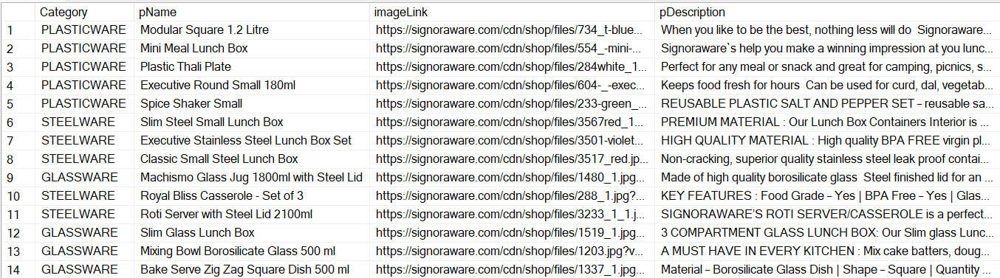 Category pName imageLink pDescription
1 PLASTICWARE Modular Square 1.2 Litre https://signoraware.com/cdn/shop/files/734_t-blue... When you like to be the best, nothing less will do  Signoraware...
2 PLASTICWARE Mini Meal Lunch Box https://signoraware.com/cdn/shop/files/554_-mini-... Signoraware`s help you make a winning impression at you lunc...
3 PLASTICWARE Plastic Thali Plate https://signoraware.com/cdn/shop/files/284white_1... Perfect for any meal or snack and great for camping, picnics, s...
4 PLASTICWARE Executive Round Small 180ml https://signoraware.com/cdn/shop/files/604-_-exec... Keeps food fresh for hours  Can be used for curd, dal, vegetab...
5 PLASTICWARE Spice Shaker Small https://signoraware.com/cdn/shop/files/233-green_... REUSABLE PLASTIC SALT AND PEPPER SET – reusable sa...
6 STEELWARE Slim Steel Small Lunch Box https://signoraware.com/cdn/shop/files/3567red_1... PREMIUM MATERIAL : Our Lunch Box Containers Interior is ...
7 STEELWARE Executive Stainless Steel Lunch Box Set https://signoraware.com/cdn/shop/files/3501-violet... HIGH QUALITY MATERIAL : High quality BPA FREE virgin pl...
8 STEELWARE Classic Small Steel Lunch Box https://signoraware.com/cdn/shop/files/3517_red.jp... Non-cracking, superior quality stainless steel leak proof contai...
9 GLASSWARE Machismo Glass Jug 1800ml with Steel Lid https://signoraware.com/cdn/shop/files/1480_1.jpg... Made of high quality borosilicate glass  Steel finished lid for an ...
10 STEELWARE Royal Bliss Casserole - Set of 3 https://signoraware.com/cdn/shop/files/288_1.jpg?... KEY FEATURES : Food Grade – Yes | BPA Free – Yes | Glas...
11 STEELWARE Roti Server with Steel Lid 2100ml https://signoraware.com/cdn/shop/files/3233_1_1.j... SIGNORAWARE’S ROTI SERVER/CASSEROLE is a perfect...
12 GLASSWARE Slim Glass Lunch Box https://signoraware.com/cdn/shop/files/1519_1.jpg... 3 COMPARTMENT GLASS LUNCH BOX: Our Slim glass Lunc...
13 GLASSWARE Mixing Bowl Borosilicate Glass 500 ml https://signoraware.com/cdn/shop/files/1203.jpg?v... A MUST HAVE IN EVERY KITCHEN : Mix cake batters, doug...
14 GLASSWARE Bake Serve Zig Zag Square Dish 500 ml https://signoraware.com/cdn/shop/files/1337_1.jpg... Material – Borosilicate Glass Dish | Shape – Square | Quantity ...